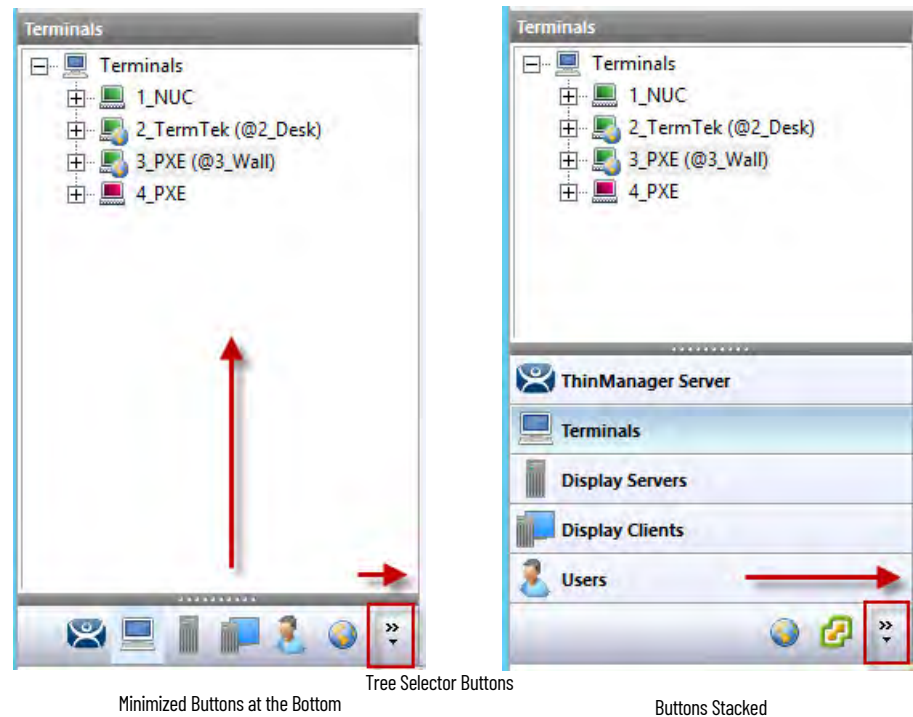 Terminals
Terminals
1_NUC
2_TermTek (@2_Desk)
3_PXE (@3_Wall)
4_PXE
Terminals
Terminals
1_NUC
2_TermTek (@2_Desk)
3_PXE (@3_Wall)
4_PXE
ThinManager Server
Terminals
Display Servers
Display Clients
Users
Tree Selector Buttons
Minimized Buttons at the Bottom
Buttons Stacked